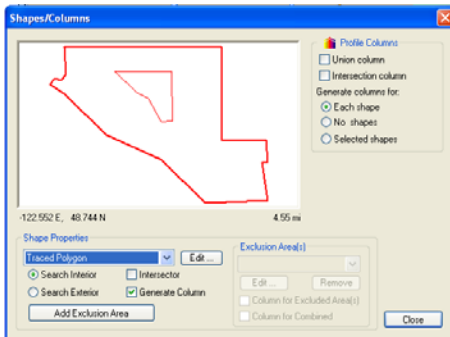 Shapes/Columns
Profile Columns
Union column
Intersection column
Generate columns for:
Each shape
No shapes
Selected shapes
-122.552 E, 48.744 N
4.55 mi
Shape Properties
Traced Polygon
Edit ...
Search Interior
Intersector
Search Exterior
Generate Column
Add Exclusion Area
Exclusion Area(s)
Edit ...
Remove
Column for Excluded Area(s)
Column for Combined
Close